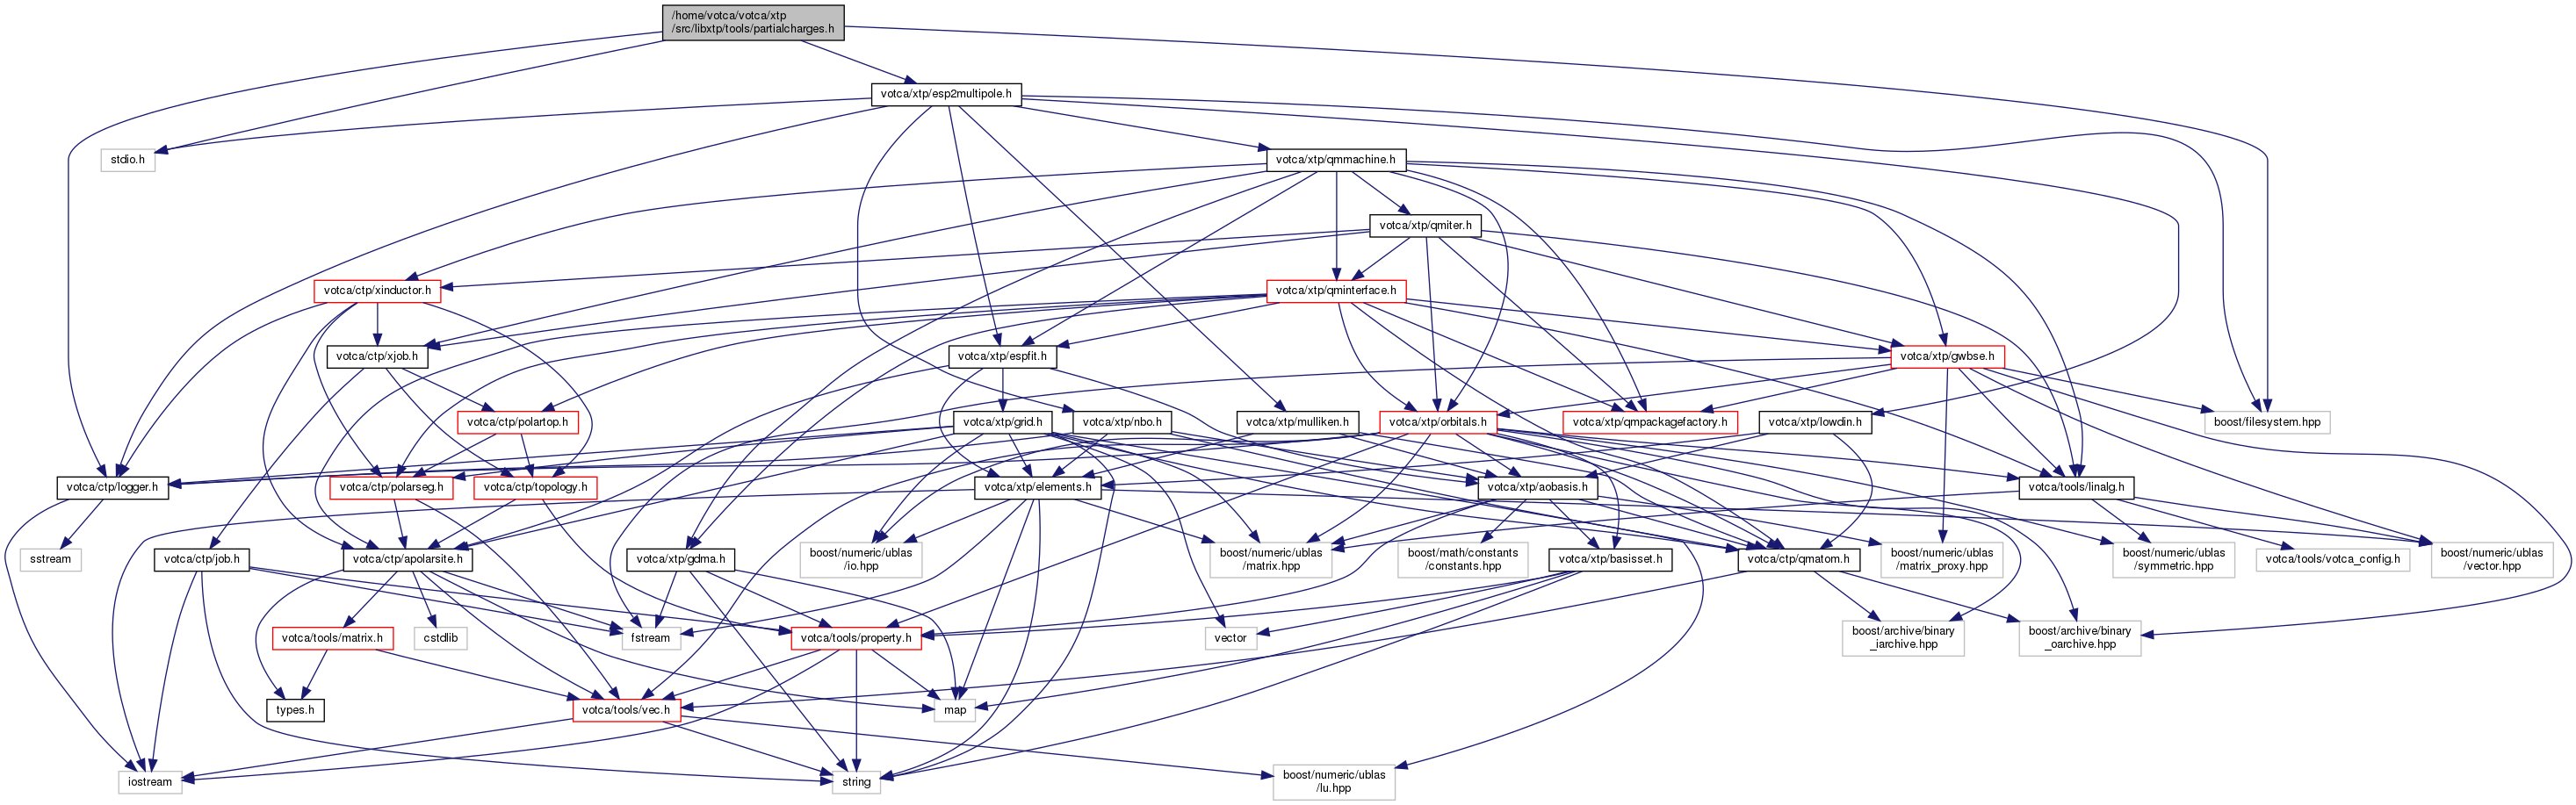 /home/votca/votca/xtp
/src/libxtp/tools/partialcharges.h
votca/xtp/esp2multipole.h
stdio.h
votca/xtp/qmmachine.h
votca/xtp/qmiter.h
votca/ctp/xinductor.h
votca/xtp/qminterface.h
votca/ctp/xjob.h
votca/xtp/espfit.h
votca/xtp/gwbse.h
votca/ctp/polartop.h
votca/xtp/grid.h
votca/xtp/nbo.h
votca/xtp/mulliken.h
votca/xtp/orbitals.h
votca/xtp/qmpackagefactory.h
votca/xtp/lowdin.h
boost/filesystem.hpp
votca/ctp/logger.h
votca/ctp/polarseg.h
votca/ctp/topology.h
votca/xtp/elements.h
votca/xtp/aobasis.h
votca/tools/linalg.h
sstream
votca/ctp/job.h
votca/ctp/apolarsite.h
votca/xtp/gdma.h
boost/numeric/ublas
/io.hpp
boost/numeric/ublas
/matrix.hpp
boost/math/constants
/constants.hpp
votca/xtp/basisset.h
votca/ctp/qmatom.h
boost/numeric/ublas
/matrix_proxy.hpp
boost/numeric/ublas
/symmetric.hpp
votca/tools/votca_config.h
boost/numeric/ublas
/vector.hpp
votca/tools/matrix.h
cstdlib
fstream
votca/tools/property.h
vector
boost/archive/binary
_iarchive.hpp
boost/archive/binary
_oarchive.hpp
types.h
votca/tools/vec.h
map
iostream
string
boost/numeric/ublas
/lu.hpp